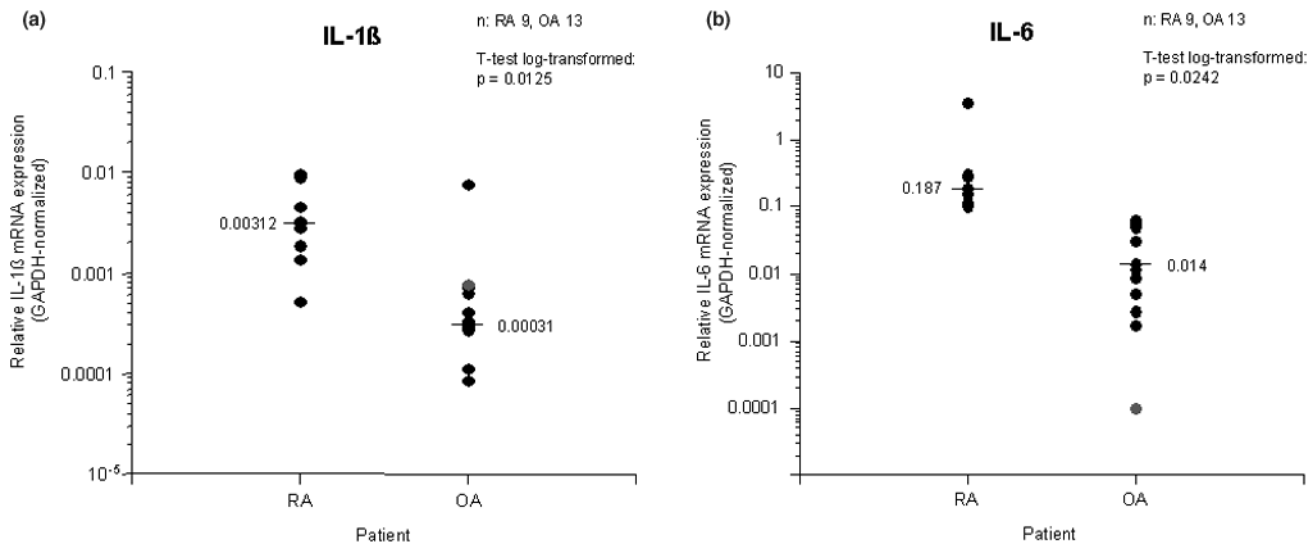 (a)
IL-1ß
n: RA 9, OA 13
T-test log-transformed:
p = 0.0125
Relative IL-1ß mRNA expression
(GAPDH-normalized)
0.1
0.01
0.001
0.0001
10⁻⁵
0.00312
0.00031
RA
OA
Patient
(b)
IL-6
n: RA 9, OA 13
T-test log-transformed:
p = 0.0242
Relative IL-6 mRNA expression
(GAPDH-normalized)
10
1
0.1
0.01
0.001
0.0001
0.187
0.014
RA
OA
Patient